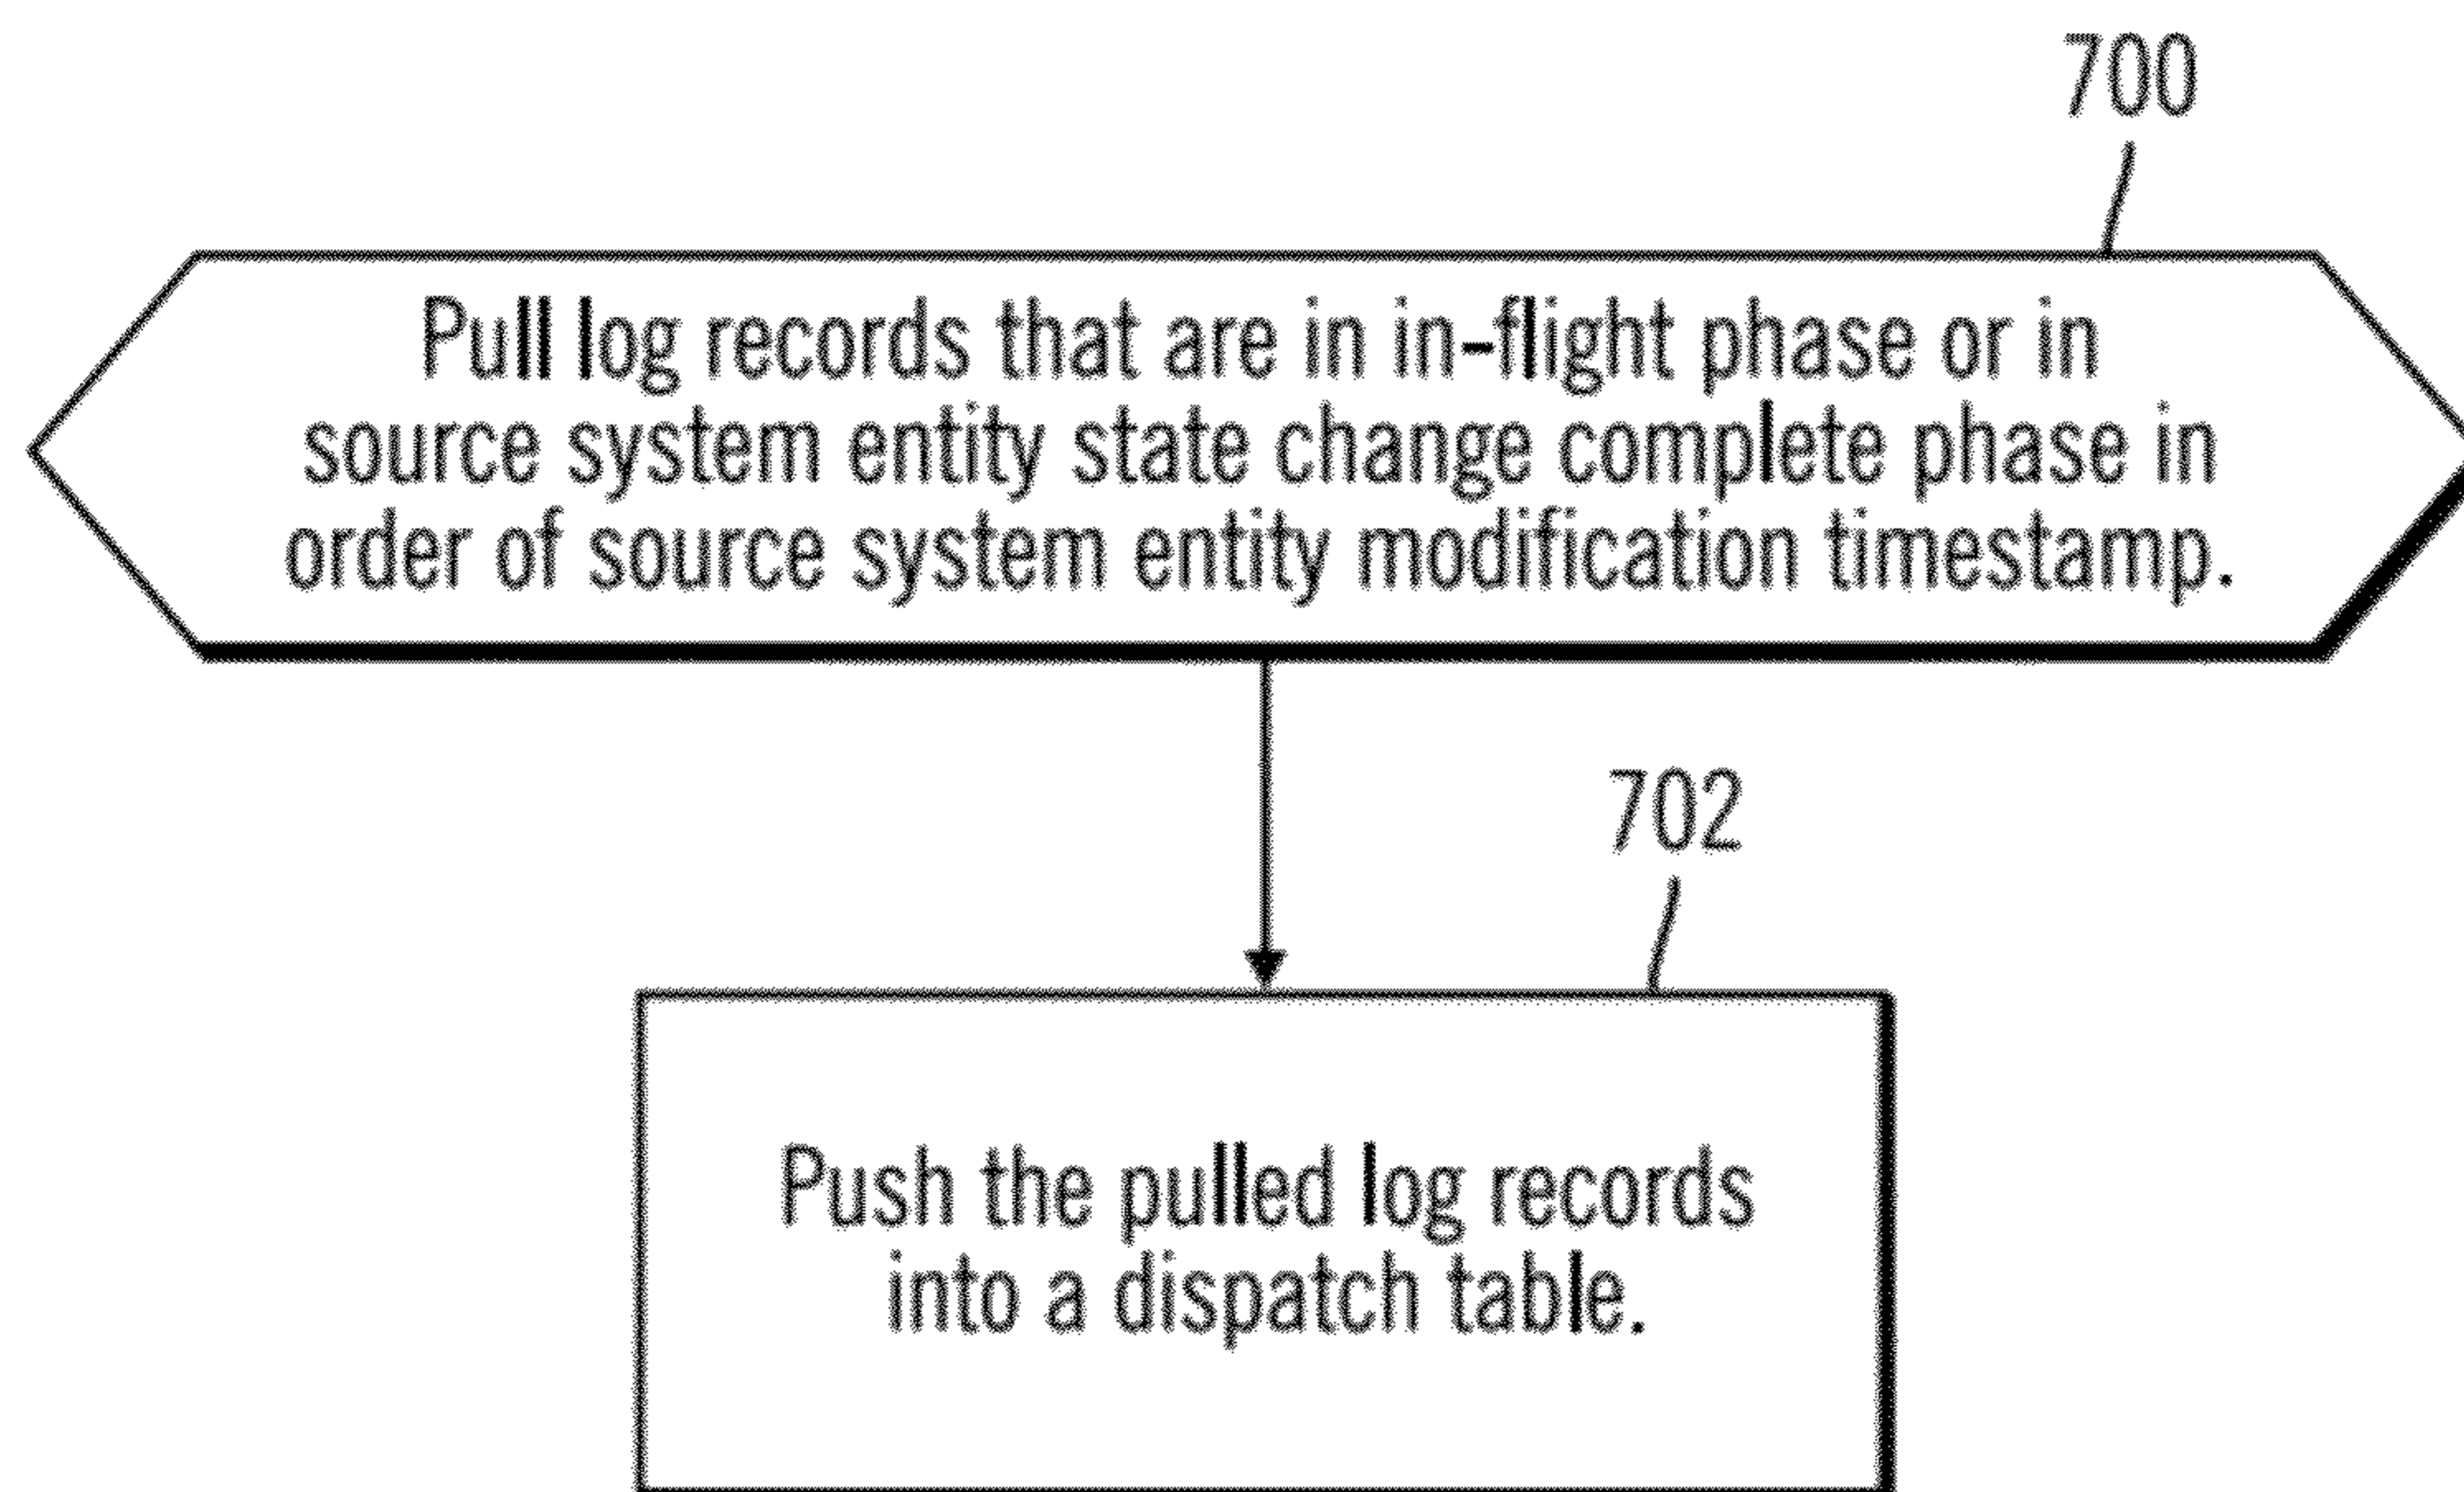 700
Pull log records that are in in-flight phase or in
source system entity state change complete phase in
order of source system entity modification timestamp.
702
Push the pulled log records
into a dispatch table.